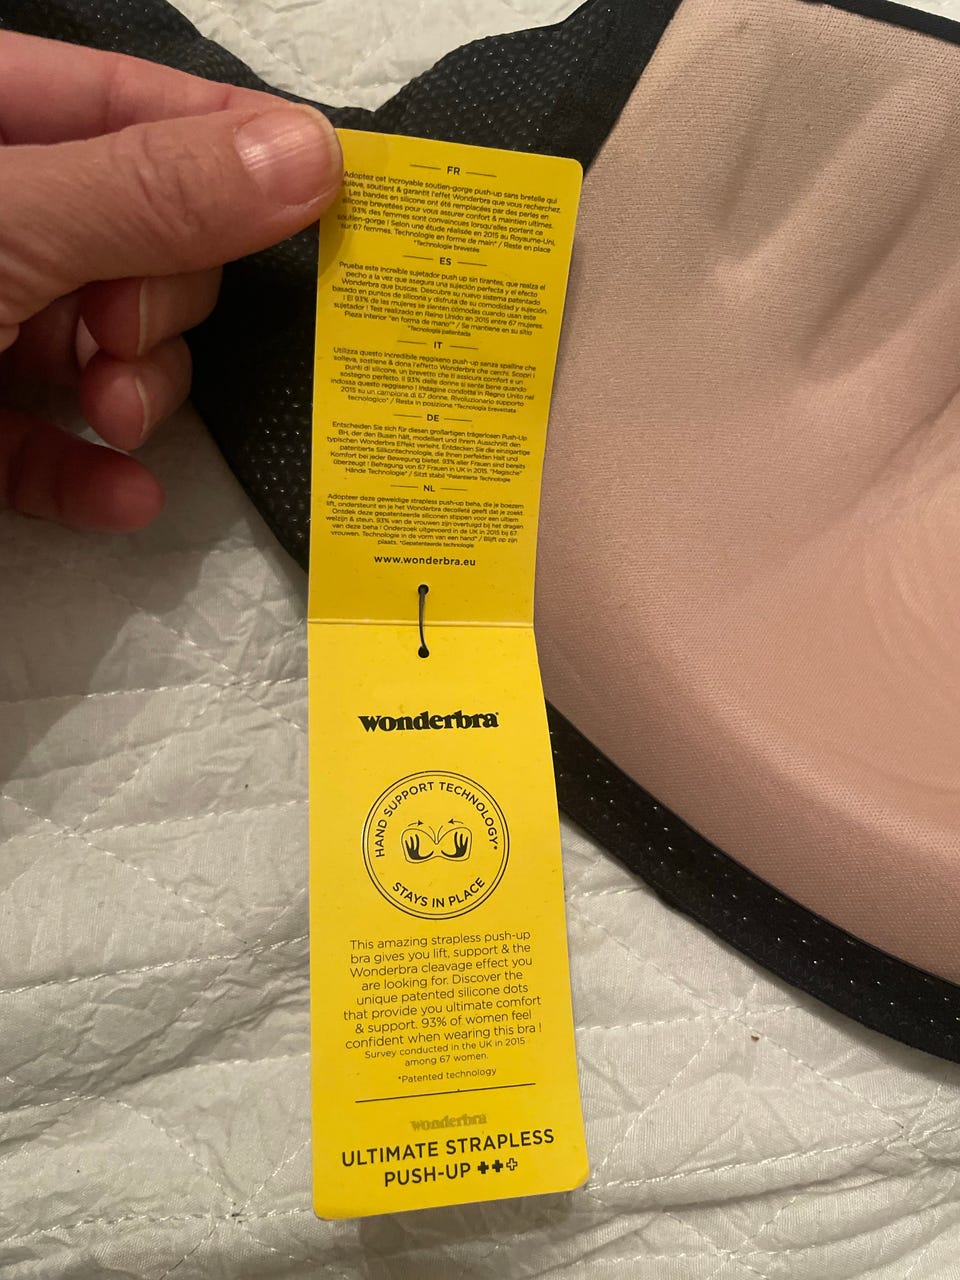 FR
Adoptez cet incroyable soutien-gorge push-up sans bretelle qui
soulève, soutient & garantit l'effet Wonderbra que vous recherchez.
Les bandes en silicone ont été remplacées par des perles en
silicone brevetées pour vous assurer confort & maintien ultimes.
93% des femmes sont convaincues lorsqu'elles portent ce
soutien-gorge ! Selon une étude réalisée en 2015 au Royaume-Uni,
sur 67 femmes. Technologie en forme de main* / Reste en place
*Technologie brevetée
ES
Prueba este increíble sujetador push up sin tirantes, que realza el
pecho a la vez que asegura una sujeción perfecta y el efecto
Wonderbra que buscas. Descubre su nuevo sistema patentado
basado en puntos de silicona y disfruta de su comodidad y sujeción.
! El 93% de las mujeres se sienten cómodas cuando usan este
sujetador ! Test realizado en Reino Unido en 2015 entre 67 mujeres.
Pieza interior "en forma de mano"* / Se mantiene en su sitio
*Tecnología patentada
IT
Utilizza questo incredibile reggiseno push-up senza spalline che
solleva, sostiene & dona l'effetto Wonderbra che cerchi. Scopri i
punti di silicone, un brevetto che ti assicura comfort e un
sostegno perfetto. Il 93% delle donne si sente bene quando
indossa questo reggiseno ! Indagine condotta in Regno Unito nel
2015 su un campione di 67 donne. Rivoluzionario supporto
tecnologico* / Resta in posizione *Tecnologia brevettata
DE
Entscheiden Sie sich für diesen großartigen trägerlosen Push-Up
BH, der den Busen hält, modelliert und Ihrem Ausschnitt den
typischen Wonderbra Effekt verleiht. Entdecken Sie die einzigartige
patentierte Silikontechnologie, die Ihnen perfekten Halt und
Komfort bei jeder Bewegung bietet. 93% aller Frauen sind bereits
überzeugt ! Befragung von 67 Frauen in UK in 2015. "Magische"
Hände Technologie* / Sitzt stabil *Patentierte Technologie
NL
Adopteer deze geweldige strapless push-up beha, die je boezem
lift, ondersteunt en je het Wonderbra decolleté geeft dat je zoekt.
Ontdek deze gepatenteerde siliconen stippen voor een ultiem
welzijn & steun. 93% van de vrouwen zijn overtuigd bij het dragen
van deze beha ! Onderzoek uitgevoerd in de UK in 2015 bij 67
vrouwen. Technologie in de vorm van een hand* / Blijft op zijn
plaats. *Gepatenteerde technologie
www.wonderbra.eu
wonderbra
HAND SUPPORT TECHNOLOGY*
STAYS IN PLACE
This amazing strapless push-up
bra gives you lift, support & the
Wonderbra cleavage effect you
are looking for. Discover the
unique patented silicone dots
that provide you ultimate comfort
& support. 93% of women feel
confident when wearing this bra !
Survey conducted in the UK in 2015
among 67 women.
*Patented technology
wonderbra
ULTIMATE STRAPLESS
PUSH-UP